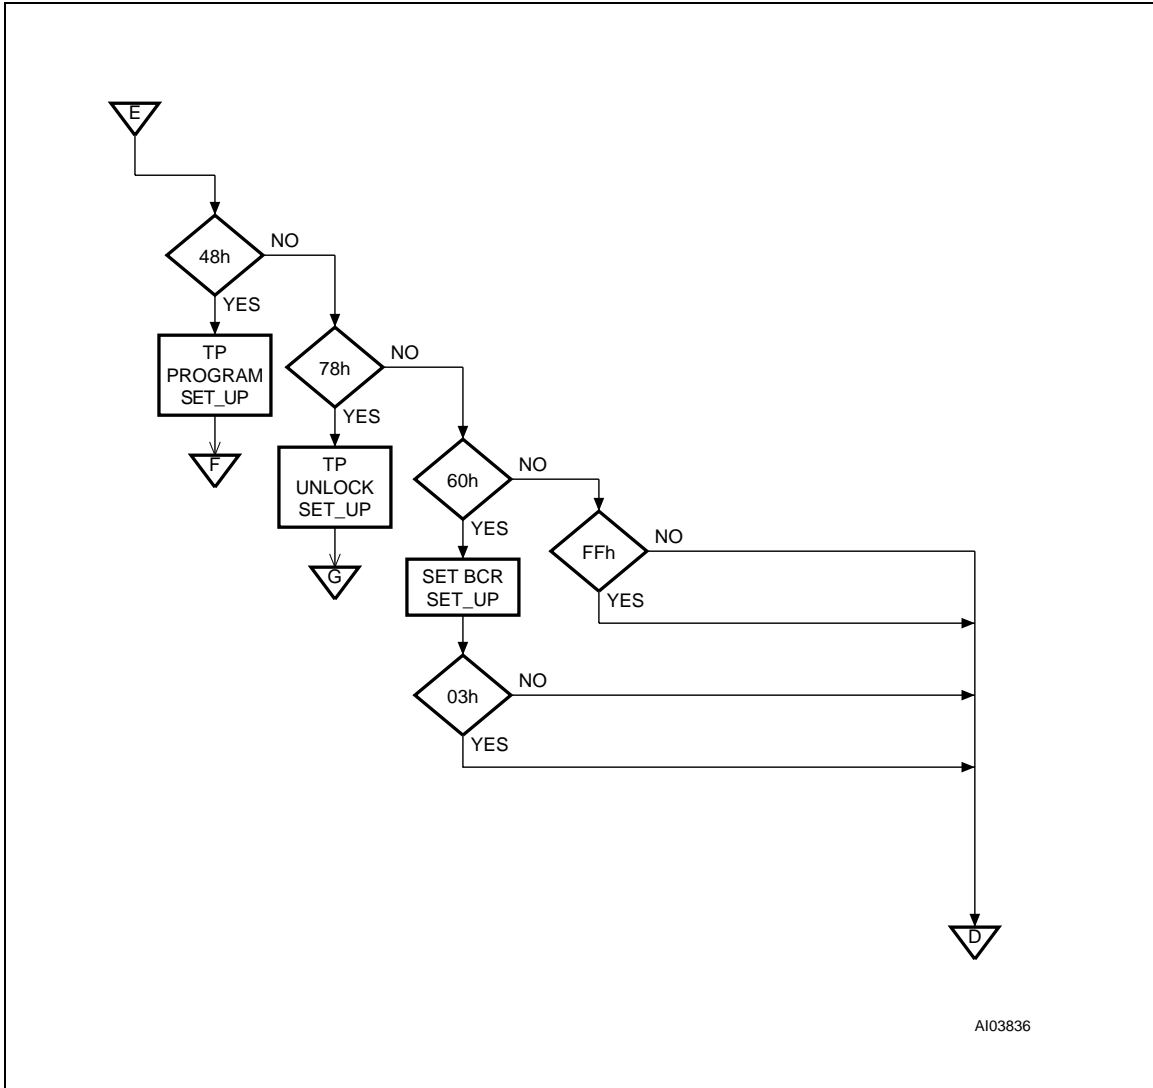 E
48h
NO
YES
TP
PROGRAM
SET_UP
F
78h
NO
YES
TP
UNLOCK
SET_UP
G
60h
NO
YES
SET BCR
SET_UP
FFh
NO
YES
03h
NO
YES
D
AI03836